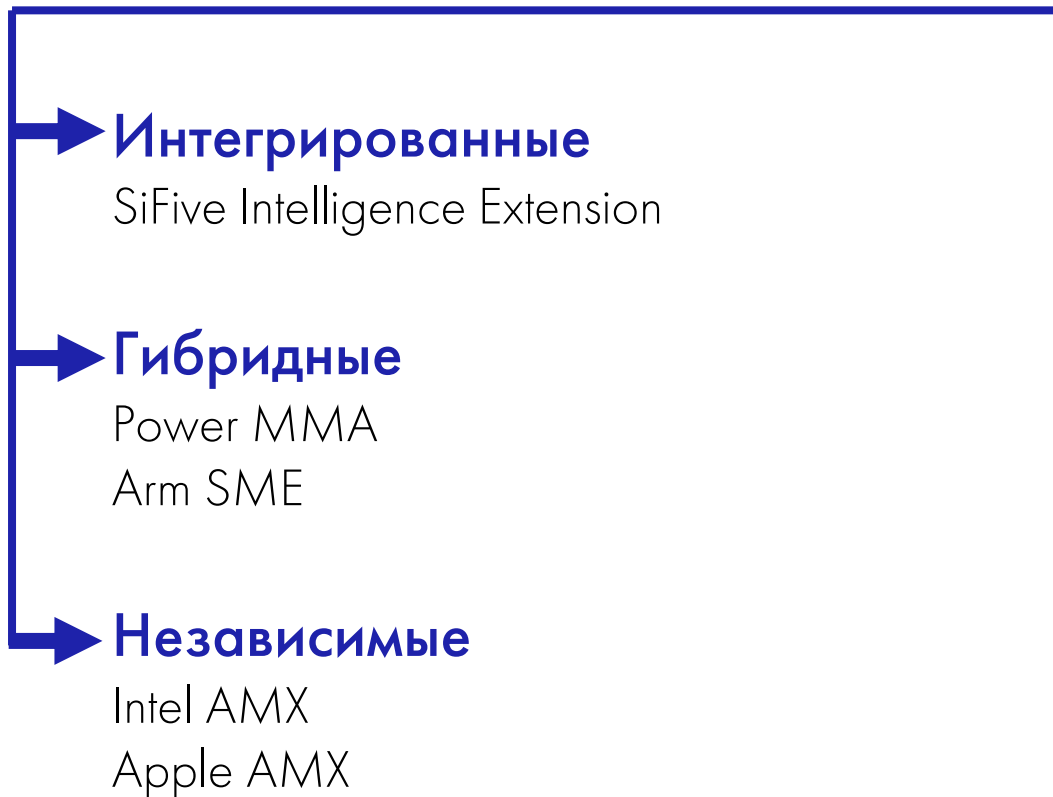 Интегрированные
SiFive Intelligence Extension
Гибридные
Power MMA
Arm SME
Независимые
Intel AMX
Apple AMX